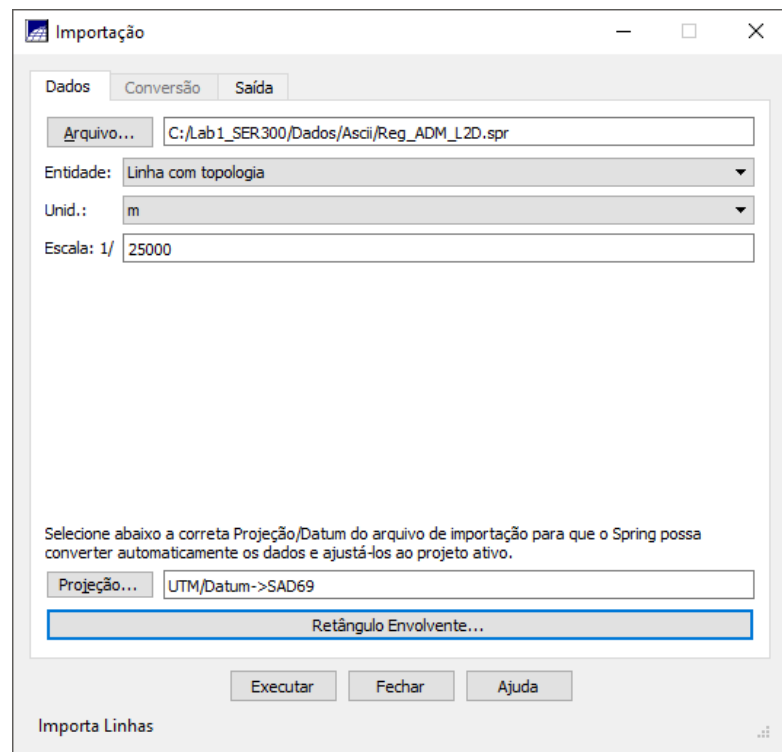 Importação
Dados Conversão Saída
Arquivo... C:/Lab1_SER300/Dados/Ascii/Reg_ADM_L2D.spr
Entidade: Linha com topologia
Unid.: m
Escala: 1/ 25000
Selecione abaixo a correta Projeção/Datum do arquivo de importação para que o Spring possa
converter automaticamente os dados e ajustá-los ao projeto ativo.
Projeção... UTM/Datum->SAD69
Retângulo Envolvente...
Executar Fechar Ajuda
Importa Linhas